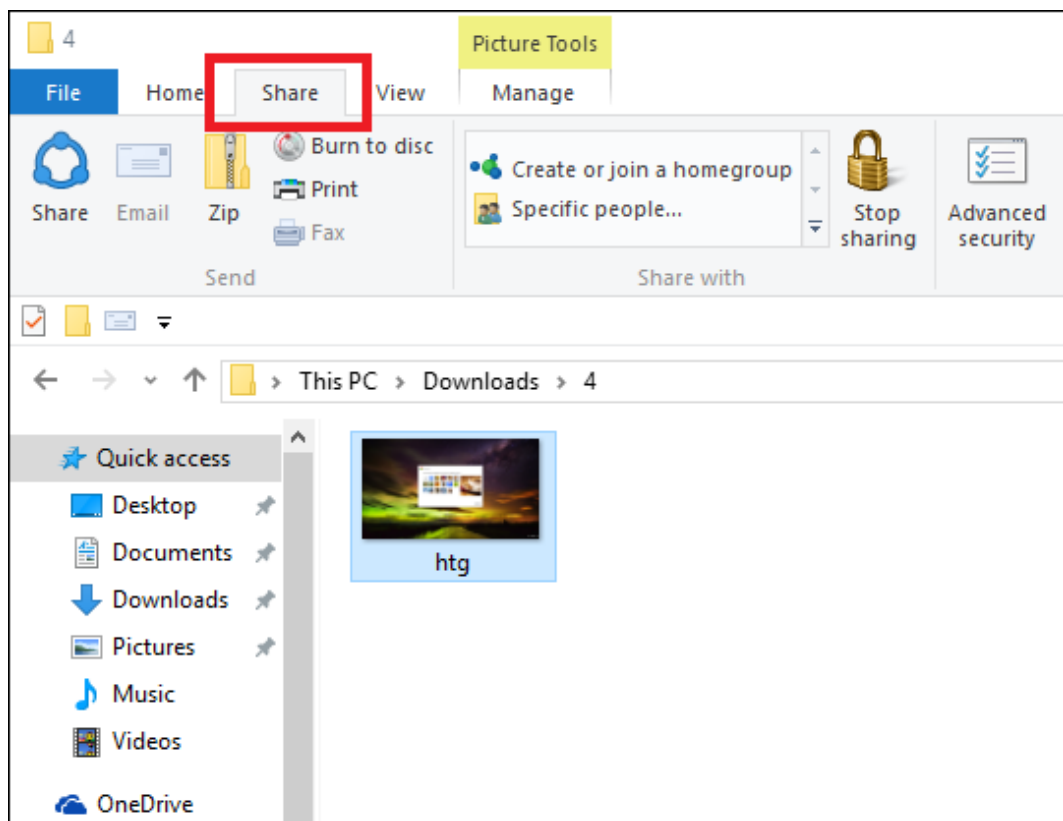 4
Picture Tools
File Home Share View Manage
Share
Email
Zip
Burn to disc
Print
Fax
Send
Create or join a homegroup
Specific people...
Stop
sharing
Share with
Advanced
security
This PC > Downloads > 4
Quick access
Desktop
Documents
Downloads
Pictures
Music
Videos
OneDrive
htg